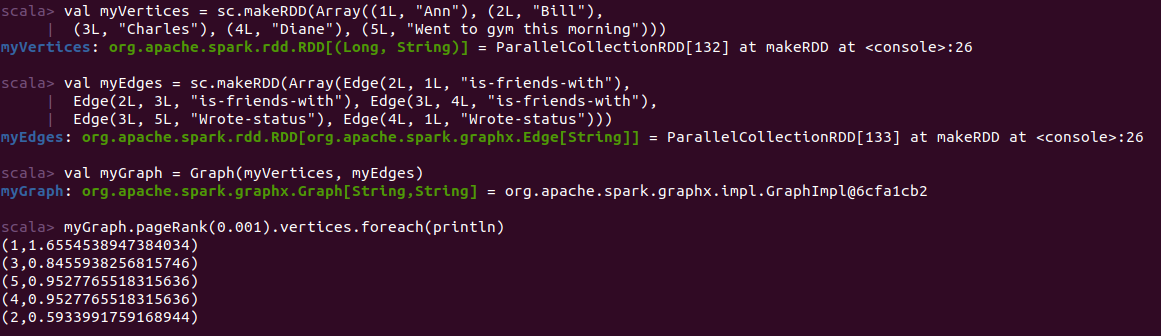 scala> val myVertices = sc.makeRDD(Array((1L, "Ann"), (2L, "Bill"),
     |  (3L, "Charles"), (4L, "Diane"), (5L, "Went to gym this morning")))
myVertices: org.apache.spark.rdd.RDD[(Long, String)] = ParallelCollectionRDD[132] at makeRDD at <console>:26
scala> val myEdges = sc.makeRDD(Array(Edge(2L, 1L, "is-friends-with"),
     |  Edge(2L, 3L, "is-friends-with"), Edge(3L, 4L, "is-friends-with"),
     |  Edge(3L, 5L, "Wrote-status"), Edge(4L, 1L, "Wrote-status")))
myEdges: org.apache.spark.rdd.RDD[org.apache.spark.graphx.Edge[String]] = ParallelCollectionRDD[133] at makeRDD at <console>:26
scala> val myGraph = Graph(myVertices, myEdges)
myGraph: org.apache.spark.graphx.Graph[String,String] = org.apache.spark.graphx.impl.GraphImpl@6cfa1cb2
scala> myGraph.pageRank(0.001).vertices.foreach(println)
(1,1.6554538947384034)
(3,0.8455938256815746)
(5,0.9527765518315636)
(4,0.9527765518315636)
(2,0.5933991759168944)